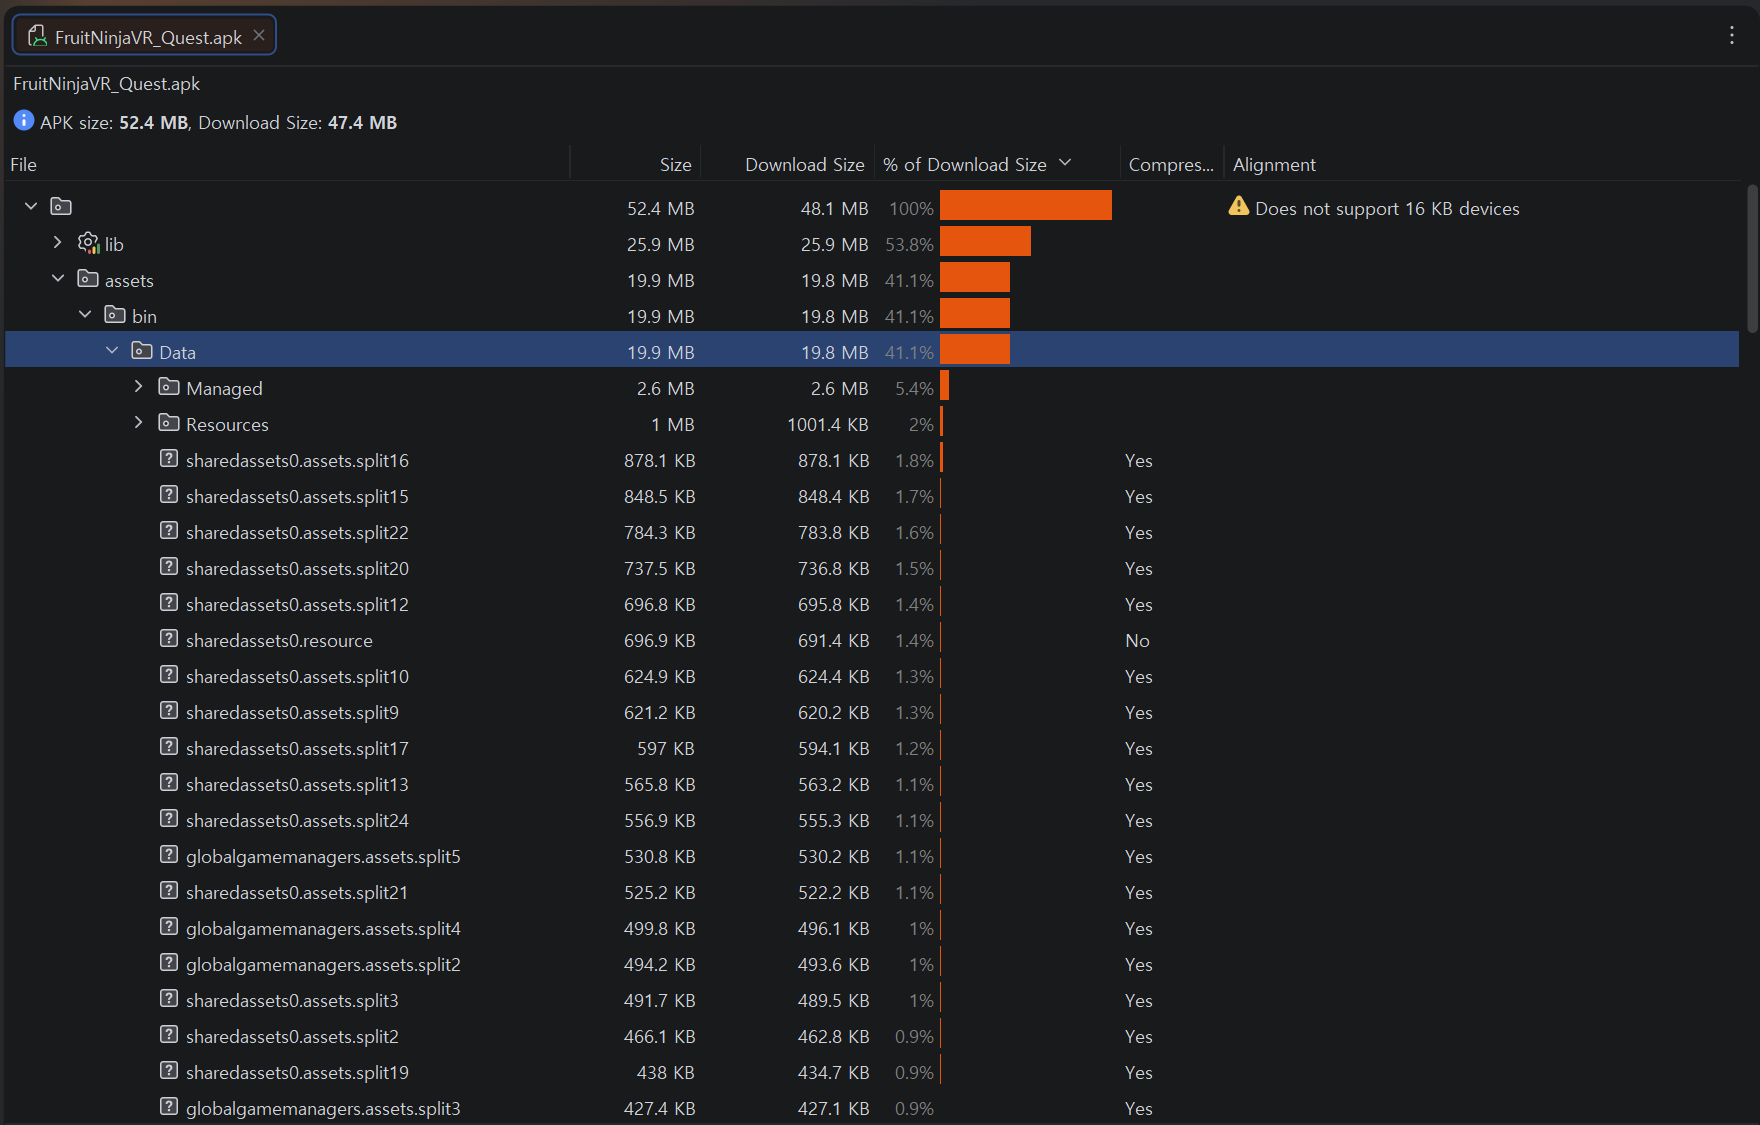 FruitNinjaVR_Quest.apk
FruitNinjaVR_Quest.apk
APK size: 52.4 MB, Download Size: 47.4 MB
File Size Download Size % of Download Size Compres... Alignment
52.4 MB 48.1 MB 100% Does not support 16 KB devices
lib 25.9 MB 25.9 MB 53.8%
assets 19.9 MB 19.8 MB 41.1%
bin 19.9 MB 19.8 MB 41.1%
Data 19.9 MB 19.8 MB 41.1%
Managed 2.6 MB 2.6 MB 5.4%
Resources 1 MB 1001.4 KB 2%
sharedassets0.assets.split16 878.1 KB 878.1 KB 1.8% Yes
sharedassets0.assets.split15 848.5 KB 848.4 KB 1.7% Yes
sharedassets0.assets.split22 784.3 KB 783.8 KB 1.6% Yes
sharedassets0.assets.split20 737.5 KB 736.8 KB 1.5% Yes
sharedassets0.assets.split12 696.8 KB 695.8 KB 1.4% Yes
sharedassets0.resource 696.9 KB 691.4 KB 1.4% No
sharedassets0.assets.split10 624.9 KB 624.4 KB 1.3% Yes
sharedassets0.assets.split9 621.2 KB 620.2 KB 1.3% Yes
sharedassets0.assets.split17 597 KB 594.1 KB 1.2% Yes
sharedassets0.assets.split13 565.8 KB 563.2 KB 1.1% Yes
sharedassets0.assets.split24 556.9 KB 555.3 KB 1.1% Yes
globalgamemanagers.assets.split5 530.8 KB 530.2 KB 1.1% Yes
sharedassets0.assets.split21 525.2 KB 522.2 KB 1.1% Yes
globalgamemanagers.assets.split4 499.8 KB 496.1 KB 1% Yes
globalgamemanagers.assets.split2 494.2 KB 493.6 KB 1% Yes
sharedassets0.assets.split3 491.7 KB 489.5 KB 1% Yes
sharedassets0.assets.split2 466.1 KB 462.8 KB 0.9% Yes
sharedassets0.assets.split19 438 KB 434.7 KB 0.9% Yes
globalgamemanagers.assets.split3 427.4 KB 427.1 KB 0.9% Yes